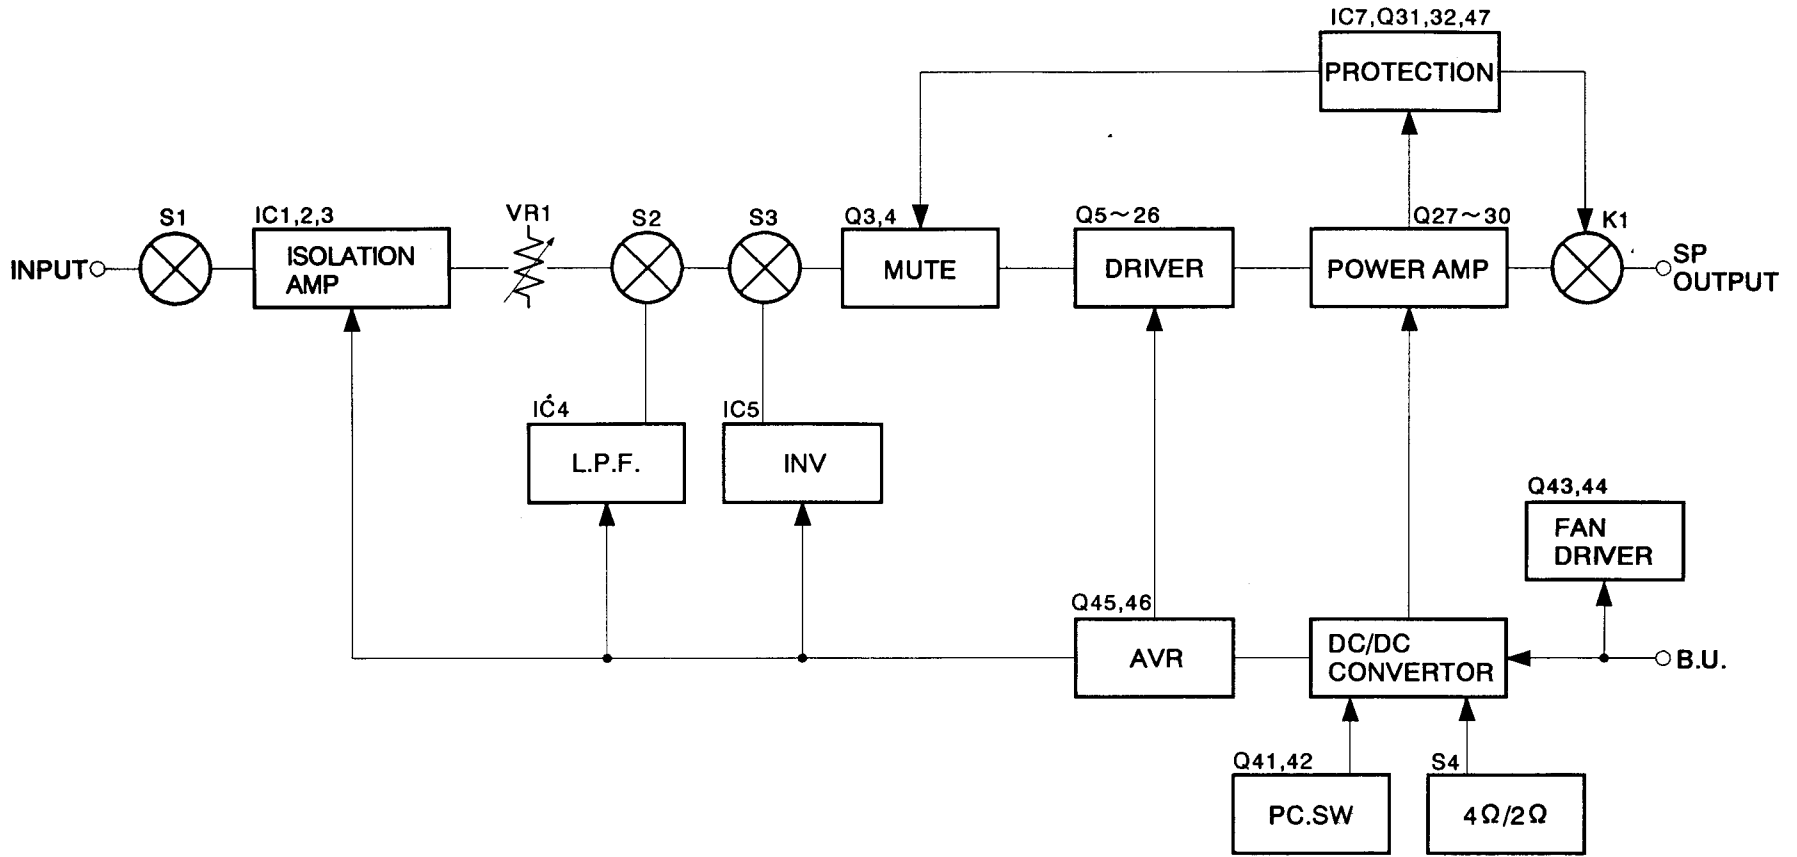 IC7,Q31,32,47
PROTECTION
S1
IC1,2,3
VR1
S2
S3
Q3,4
Q5~26
Q27~30
K1
INPUT
ISOLATION
AMP
MUTE
DRIVER
POWER AMP
SP
OUTPUT
IC4
L.P.F.
IC5
INV
Q43,44
FAN
DRIVER
Q45,46
AVR
DC/DC
CONVERTOR
B.U.
Q41,42
PC.SW
S4
4Ω/2Ω